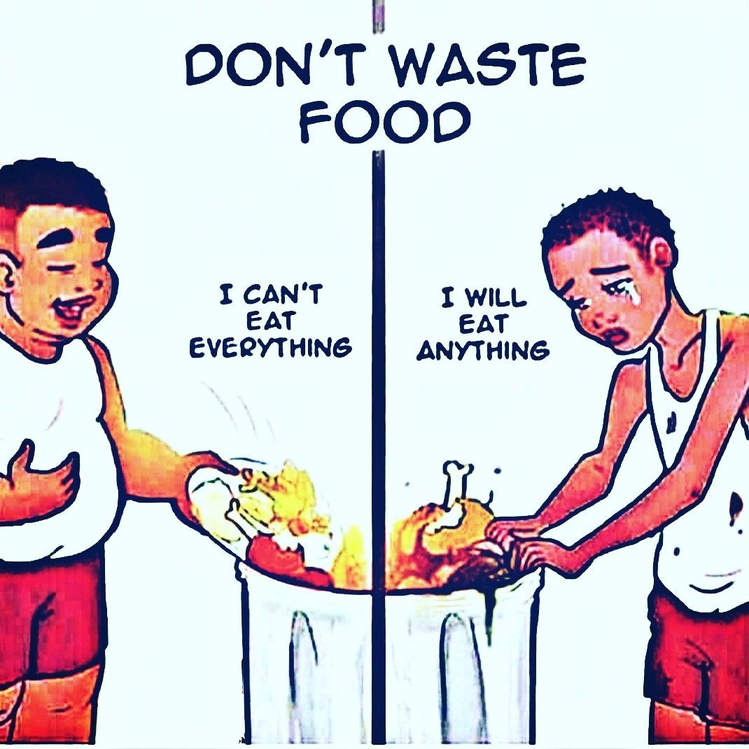 DON'T WASTE
FOOD
I CAN'T
EAT
EVERYTHING
I WILL
EAT
ANYTHING